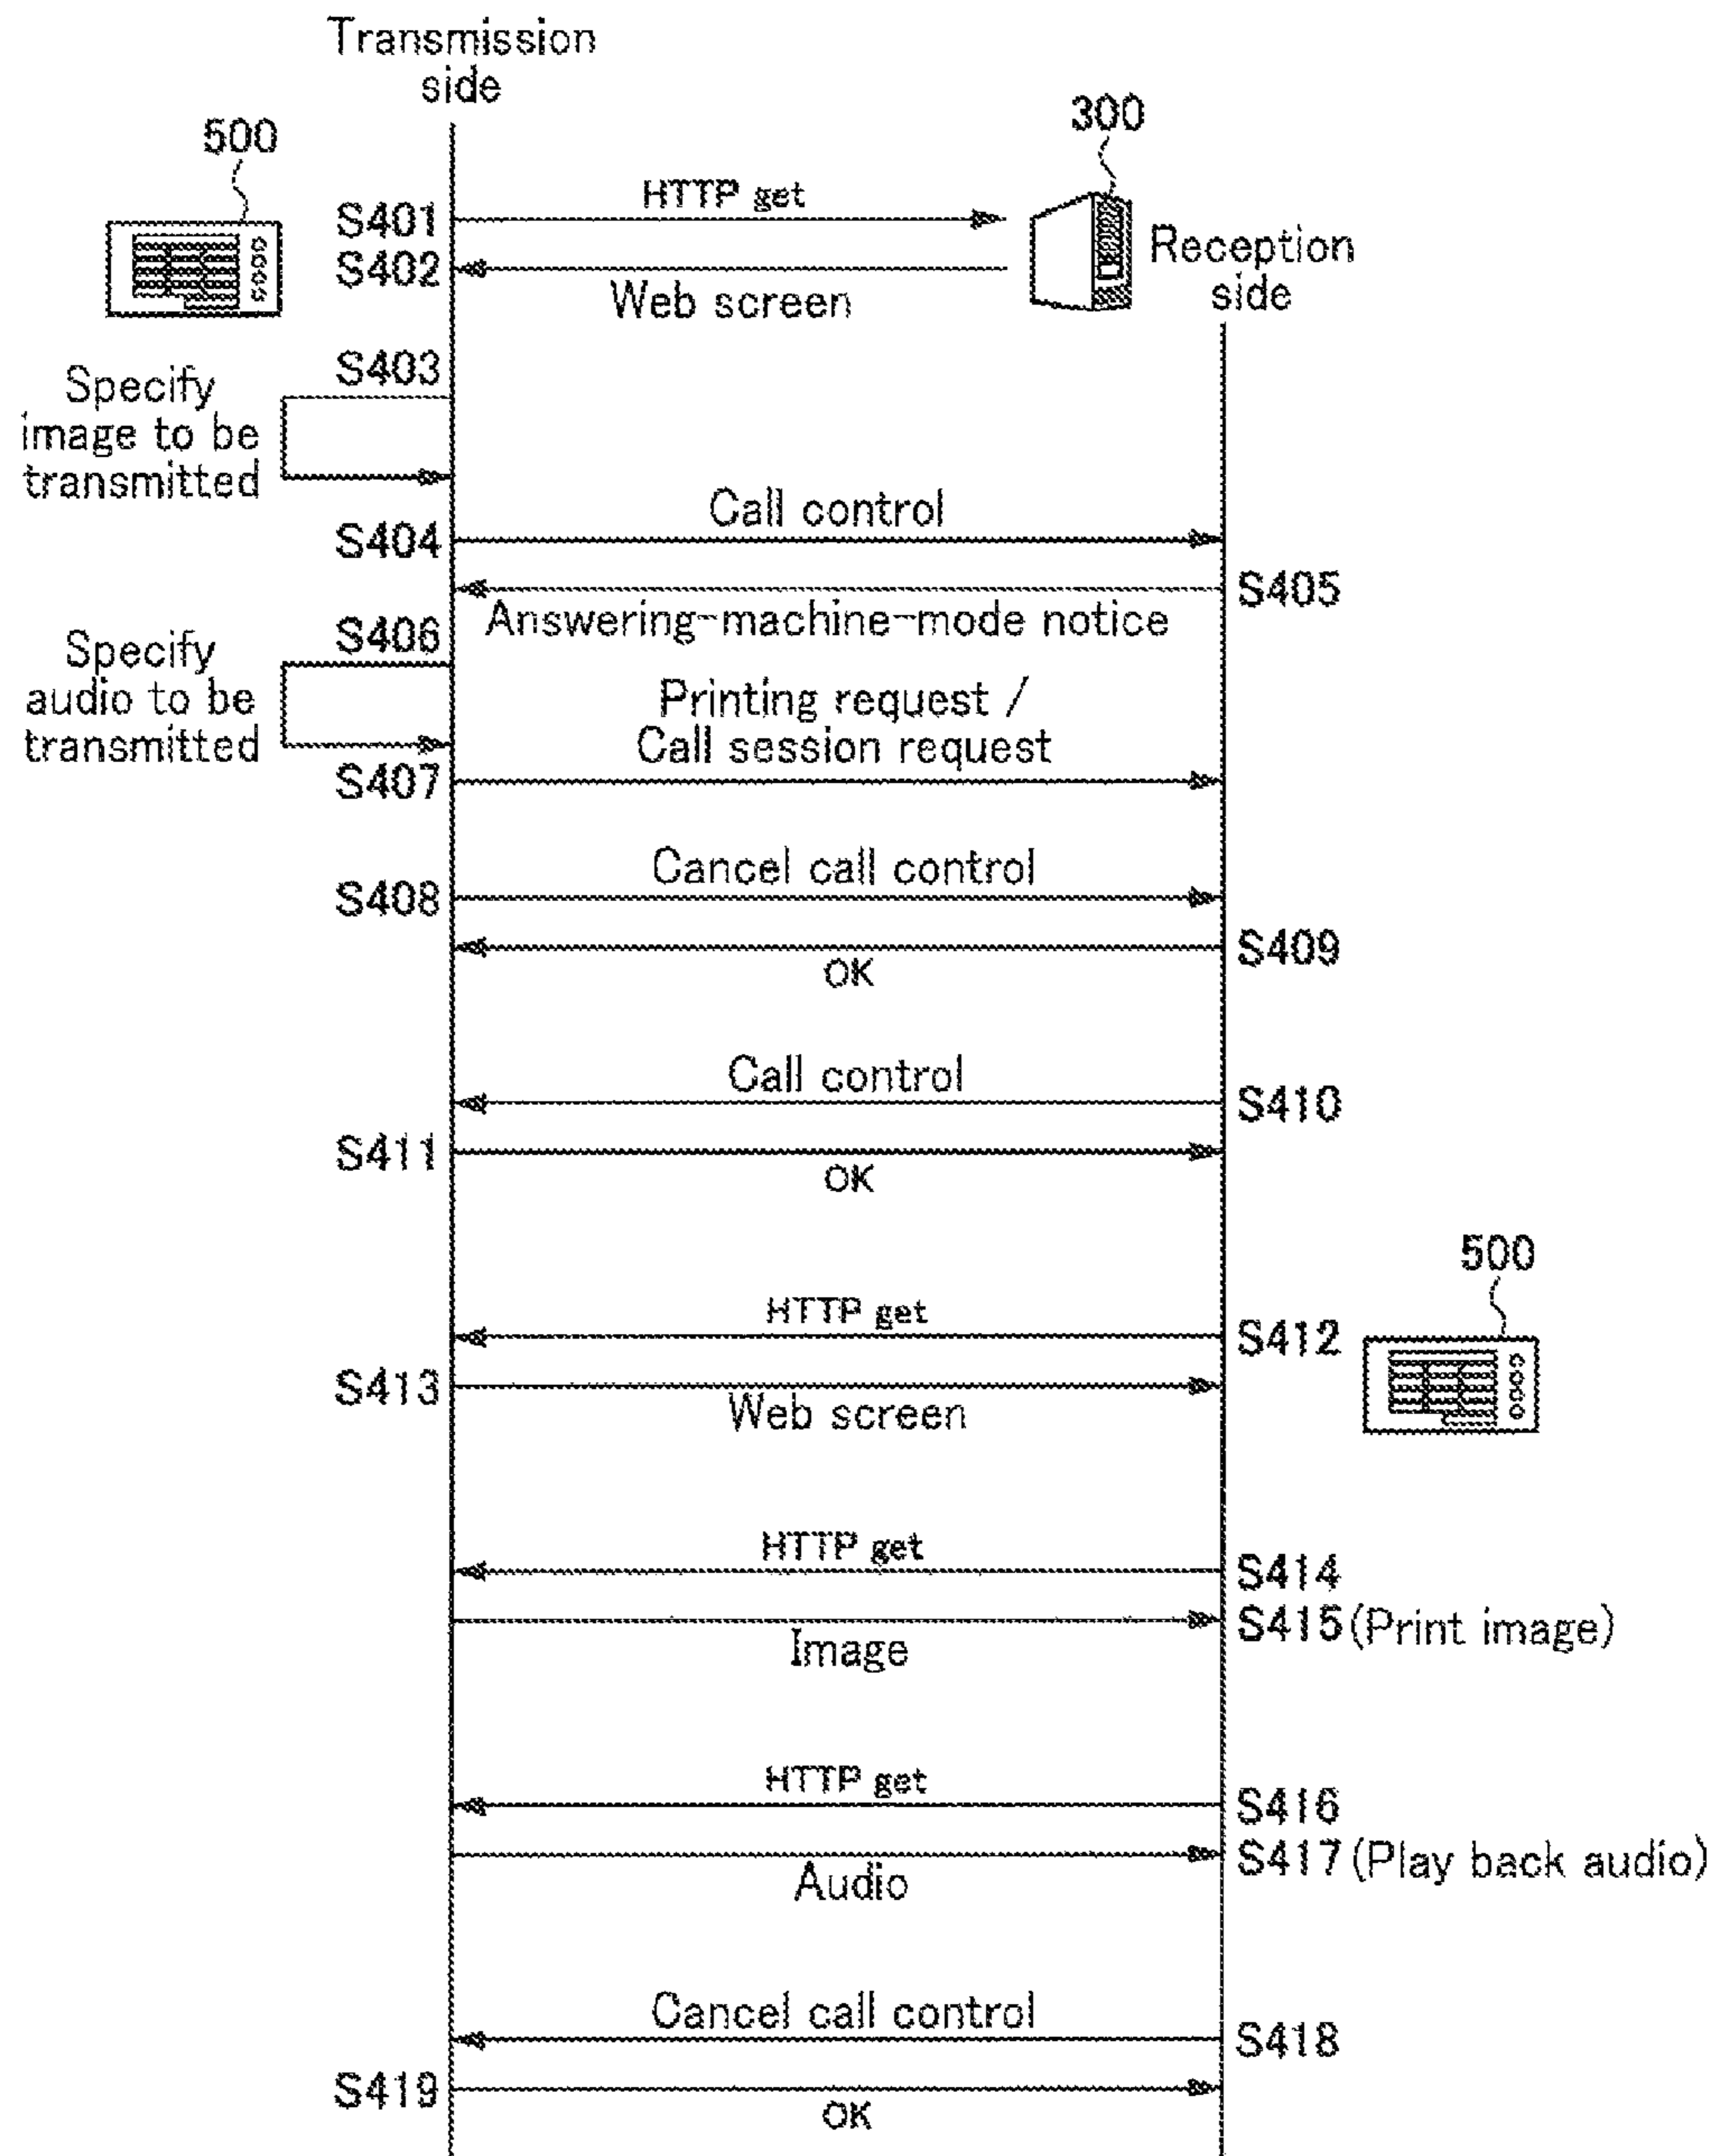 Transmission
side
500
300
S401
HTTP get
Reception
side
S402
Web screen
S403
Specify
image to be
transmitted
Call control
S404
S405
Answering-machine-mode notice
S406
Specify
audio to be
transmitted
Printing request /
Call session request
S407
Cancel call control
S408
S409
OK
Call control
S410
S411
OK
500
HTTP get
S412
S413
Web screen
HTTP get
S414
S415 (Print image)
Image
HTTP get
S416
S417 (Play back audio)
Audio
Cancel call control
S418
S419
OK